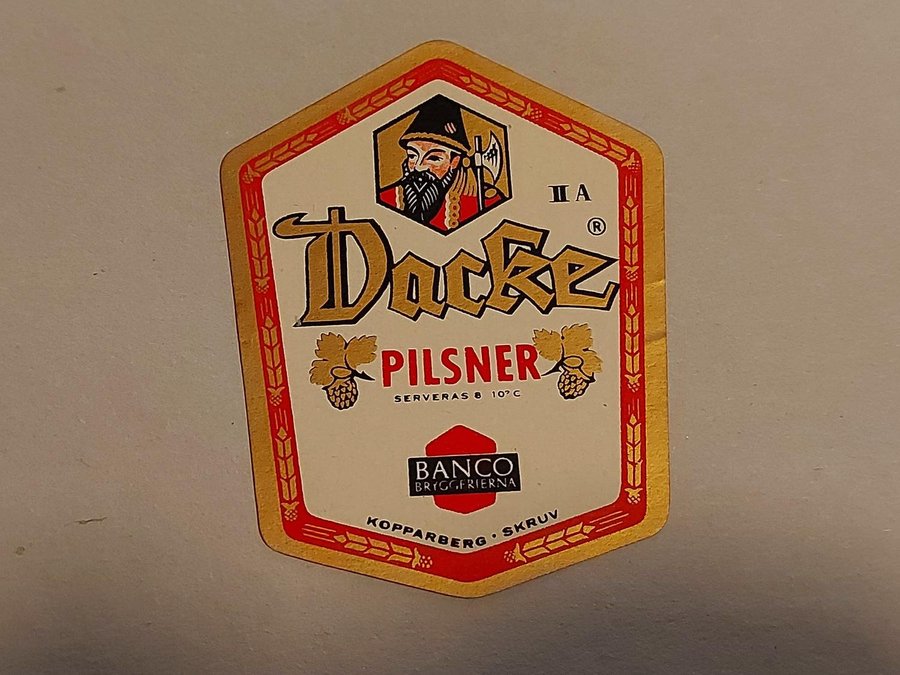 II A
Dacke ®
PILSNER
SERVERAS 8 10° C
BANCO
BRYGGERIERNA
KOPPARBERG · SKRUV